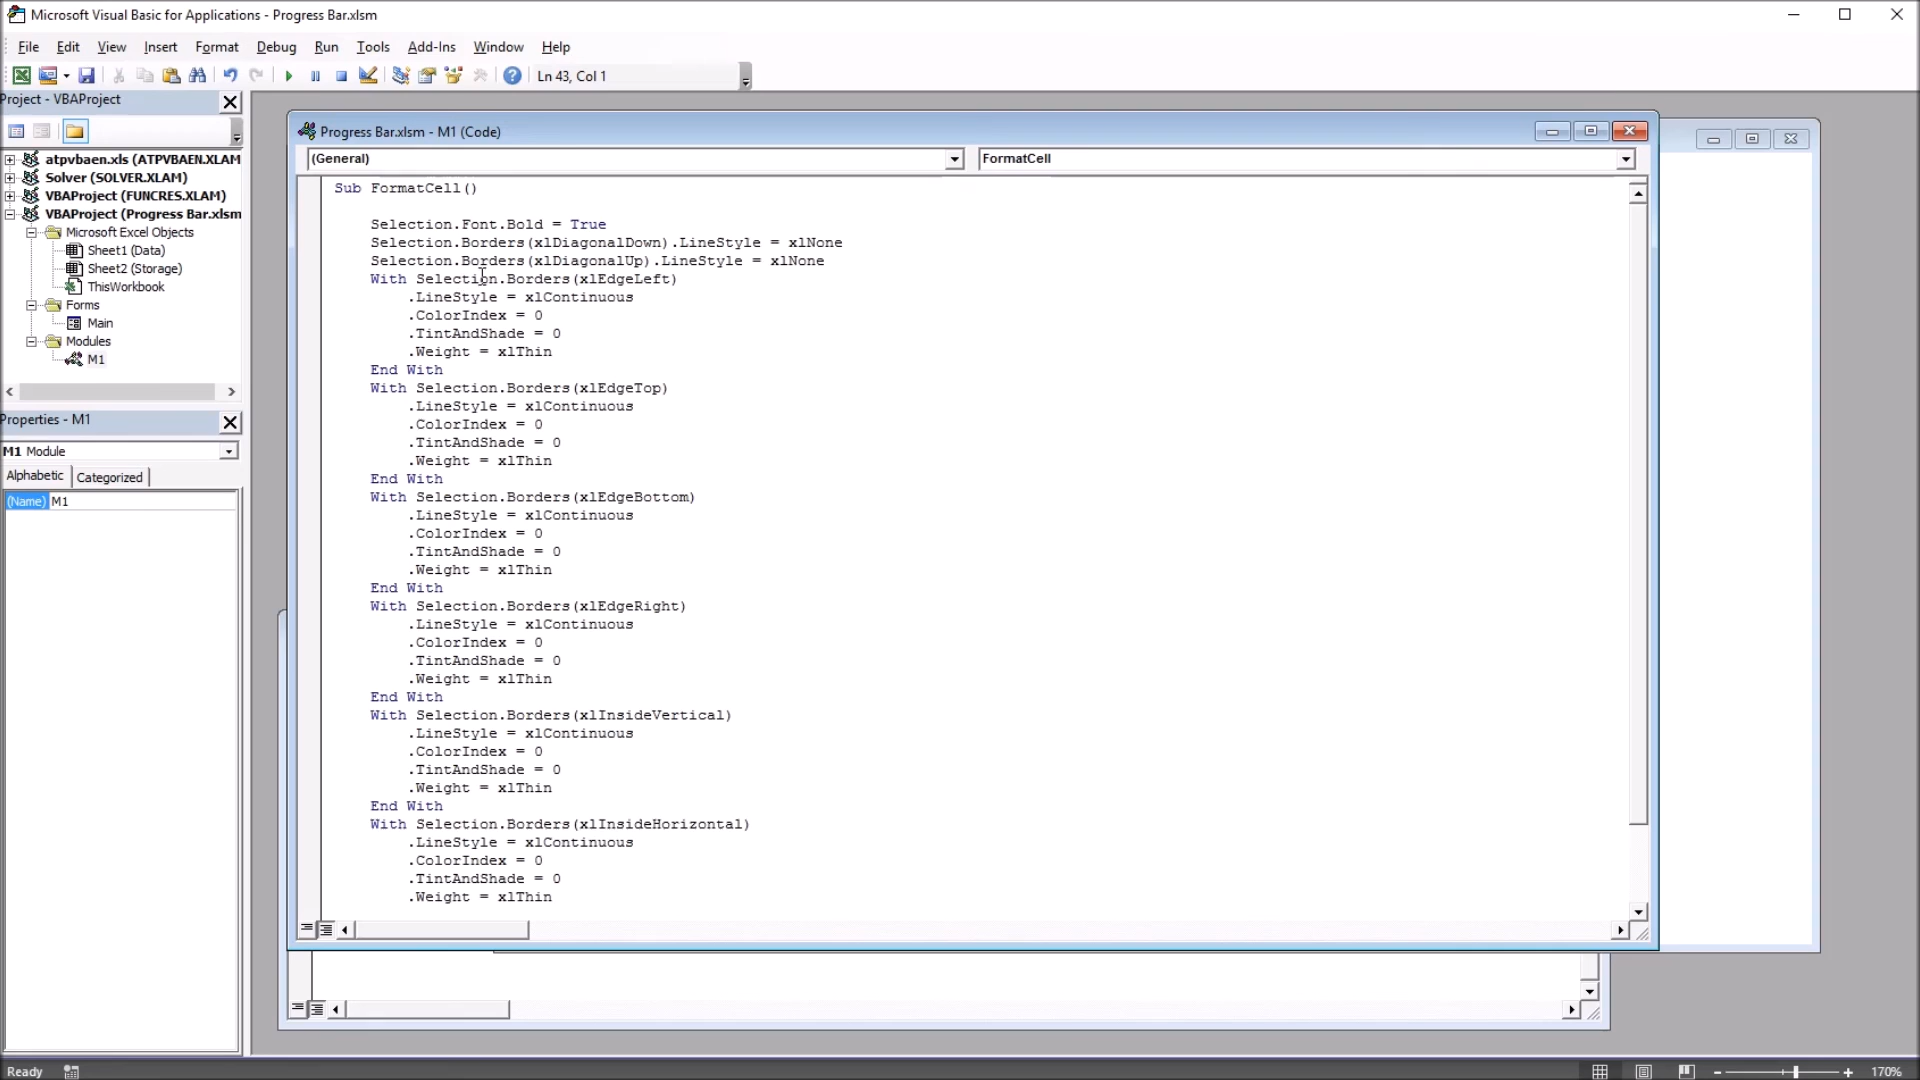 Microsoft Visual Basic for Applications - Progress Bar.xlsm
File Edit View Insert Format Debug Run Tools Add-Ins Window Help
Ln 43, Col 1
Project - VBAProject
atpvbaen.xls (ATPVBAEN.XLAM
Solver (SOLVER.XLAM)
VBAProject (FUNCRES.XLAM)
VBAProject (Progress Bar.xlsm
Microsoft Excel Objects
Sheet1 (Data)
Sheet2 (Storage)
ThisWorkbook
Forms
Main
Modules
M1
Properties - M1
M1 Module
Alphabetic Categorized
(Name) M1
Progress Bar.xlsm - M1 (Code)
(General) FormatCell
Sub FormatCell()
Selection.Font.Bold = True
Selection.Borders(xlDiagonalDown).LineStyle = xlNone
Selection.Borders(xlDiagonalUp).LineStyle = xlNone
With Selection.Borders(xlEdgeLeft)
.LineStyle = xlContinuous
.ColorIndex = 0
.TintAndShade = 0
.Weight = xlThin
End With
With Selection.Borders(xlEdgeTop)
.LineStyle = xlContinuous
.ColorIndex = 0
.TintAndShade = 0
.Weight = xlThin
End With
With Selection.Borders(xlEdgeBottom)
.LineStyle = xlContinuous
.ColorIndex = 0
.TintAndShade = 0
.Weight = xlThin
End With
With Selection.Borders(xlEdgeRight)
.LineStyle = xlContinuous
.ColorIndex = 0
.TintAndShade = 0
.Weight = xlThin
End With
With Selection.Borders(xlInsideVertical)
.LineStyle = xlContinuous
.ColorIndex = 0
.TintAndShade = 0
.Weight = xlThin
End With
With Selection.Borders(xlInsideHorizontal)
.LineStyle = xlContinuous
.ColorIndex = 0
.TintAndShade = 0
.Weight = xlThin
Ready
170%